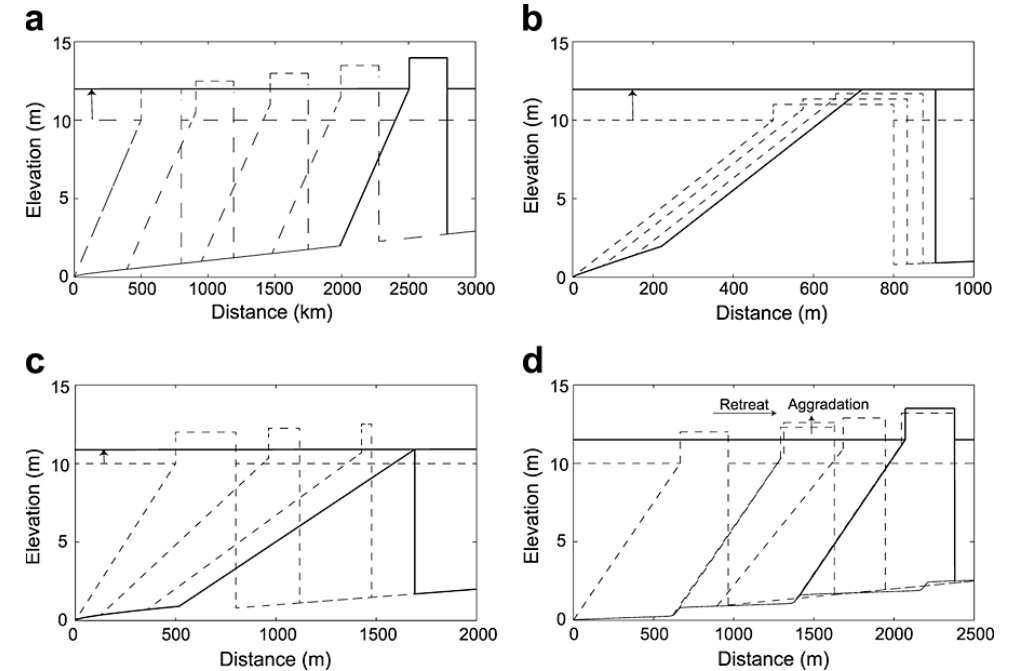 a
15
10
5
0
Elevation (m)
0 500 1000 1500 2000 2500 3000
Distance (km)
b
15
10
5
0
Elevation (m)
0 200 400 600 800 1000
Distance (m)
c
15
10
5
0
Elevation (m)
0 500 1000 1500 2000
Distance (m)
d
15
10
5
0
Elevation (m)
Retreat Aggradation
0 500 1000 1500 2000 2500
Distance (m)